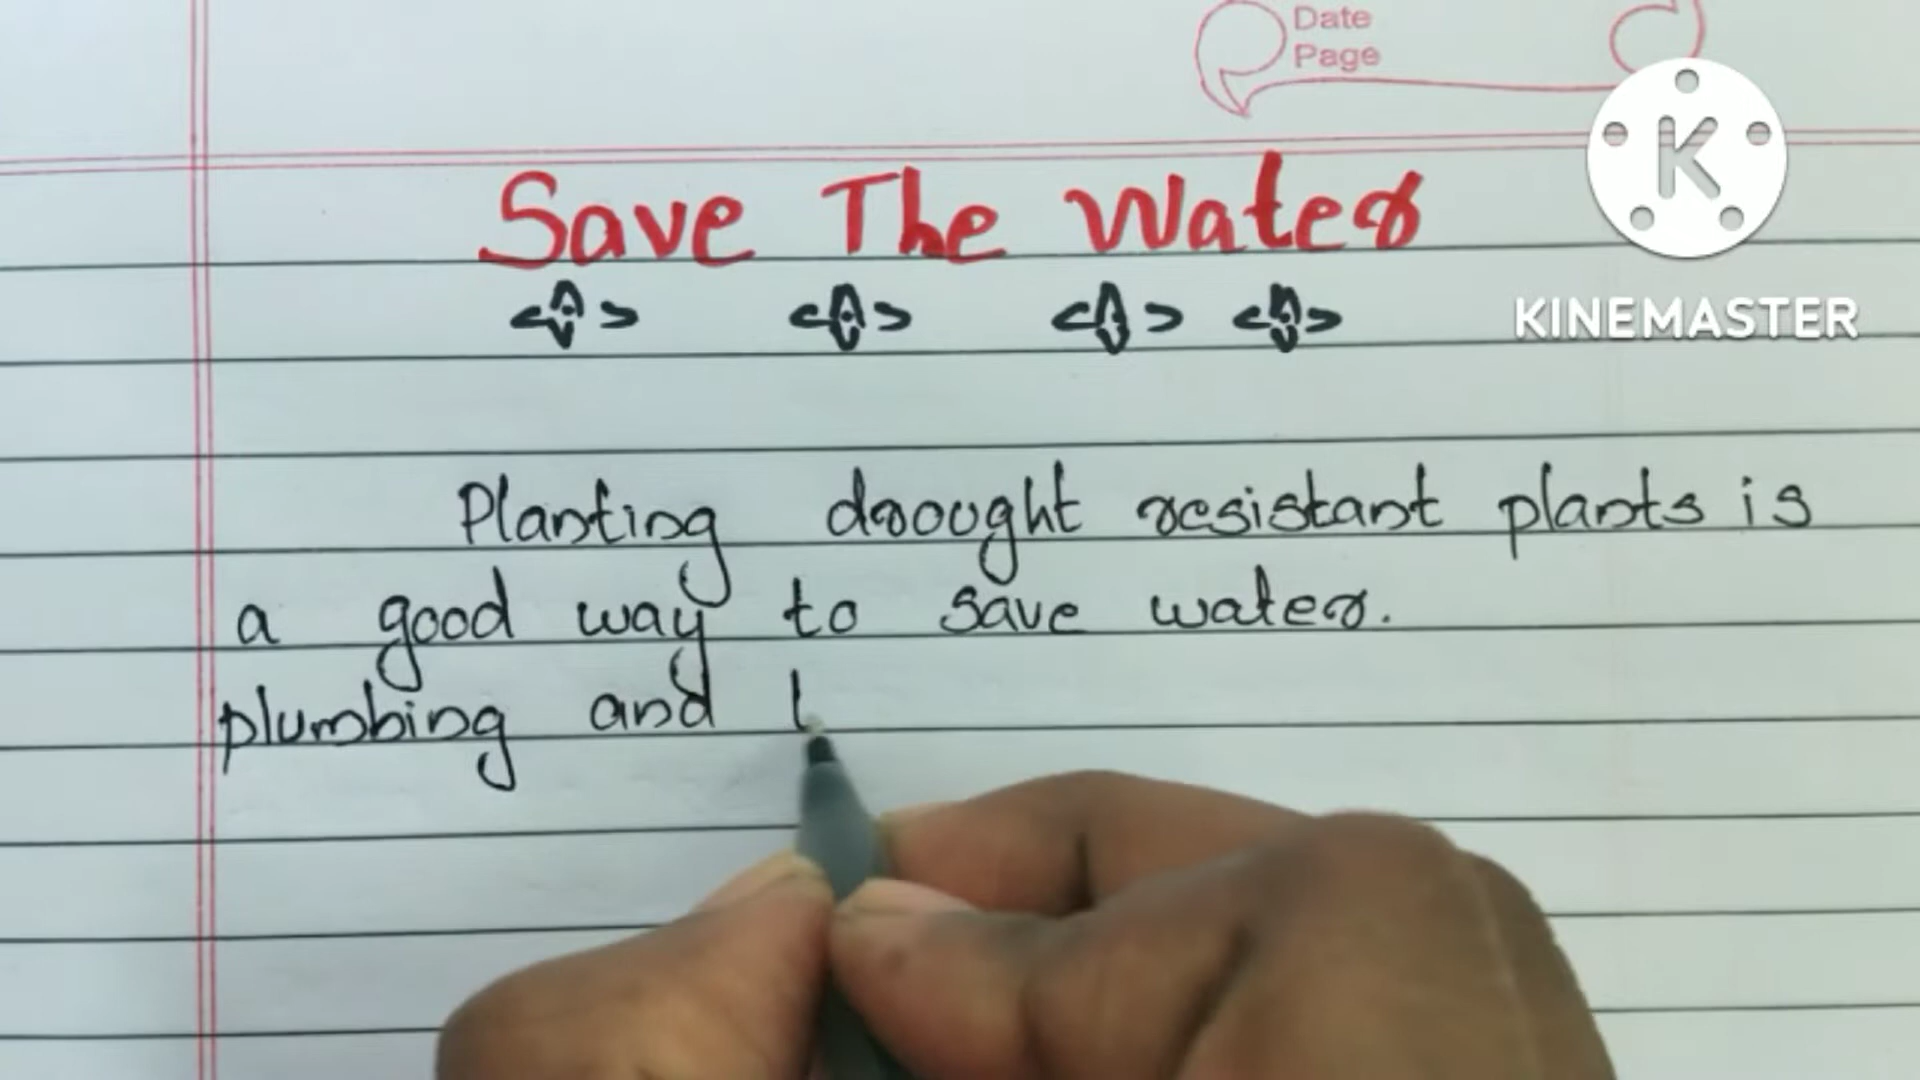 Date
Page
Save The Water
KINEMASTER
Planting drought resistant plants is
a good way to save water.
plumbing and